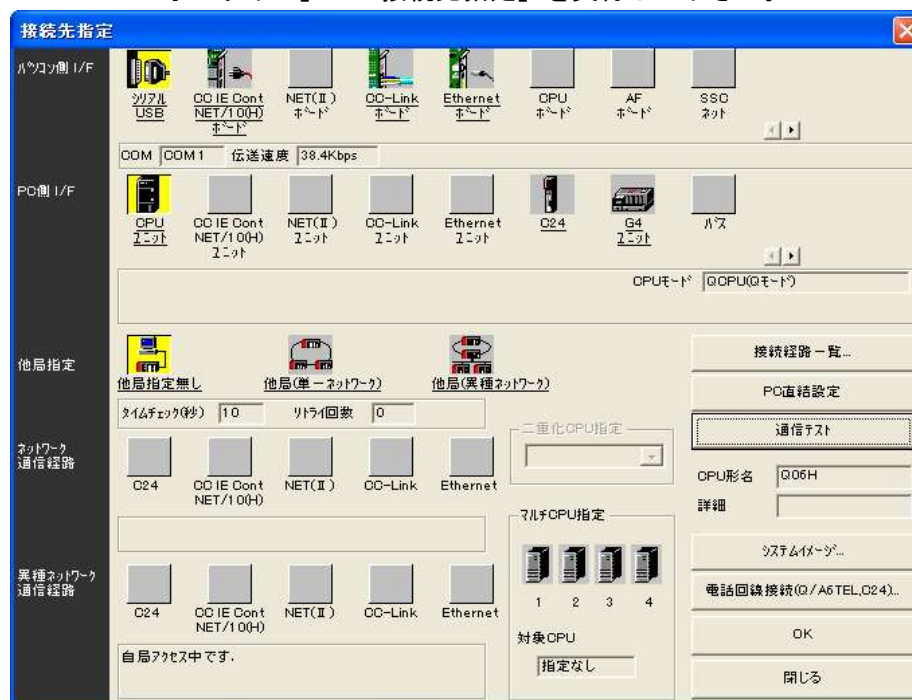 接続先指定
パソコン側 I/F
シリアル
USB
CC IE Cont
NET/10(H)
ボード
NET(Ⅱ)
ボード
CC-Link
ボード
Ethernet
ボード
CPU
ボード
AF
ボード
SSC
ネット
COM COM1 伝送速度 38.4Kbps
PC側 I/F
CPU
ユニット
CC IE Cont
NET/10(H)
ユニット
NET(Ⅱ)
ユニット
CC-Link
ユニット
Ethernet
ユニット
C24
G4
ユニット
バス
CPUモード QCPU(Qモード)
他局指定
他局指定無し
他局(単一ネットワーク)
他局(異種ネットワーク)
タイムチェック(秒) 10 リトライ回数 0
接続経路一覧...
PC直結設定
通信テスト
CPU形名 Q06H
詳細
システムイメージ...
電話回線接続(Q/A6TEL,C24)...
OK
閉じる
二重化CPU指定
ネットワーク
通信経路
C24
CC IE Cont
NET/10(H)
NET(Ⅱ)
CC-Link
Ethernet
マルチCPU指定
1 2 3 4
対象CPU
指定なし
異種ネットワーク
通信経路
C24
CC IE Cont
NET/10(H)
NET(Ⅱ)
CC-Link
Ethernet
自局アクセス中です.